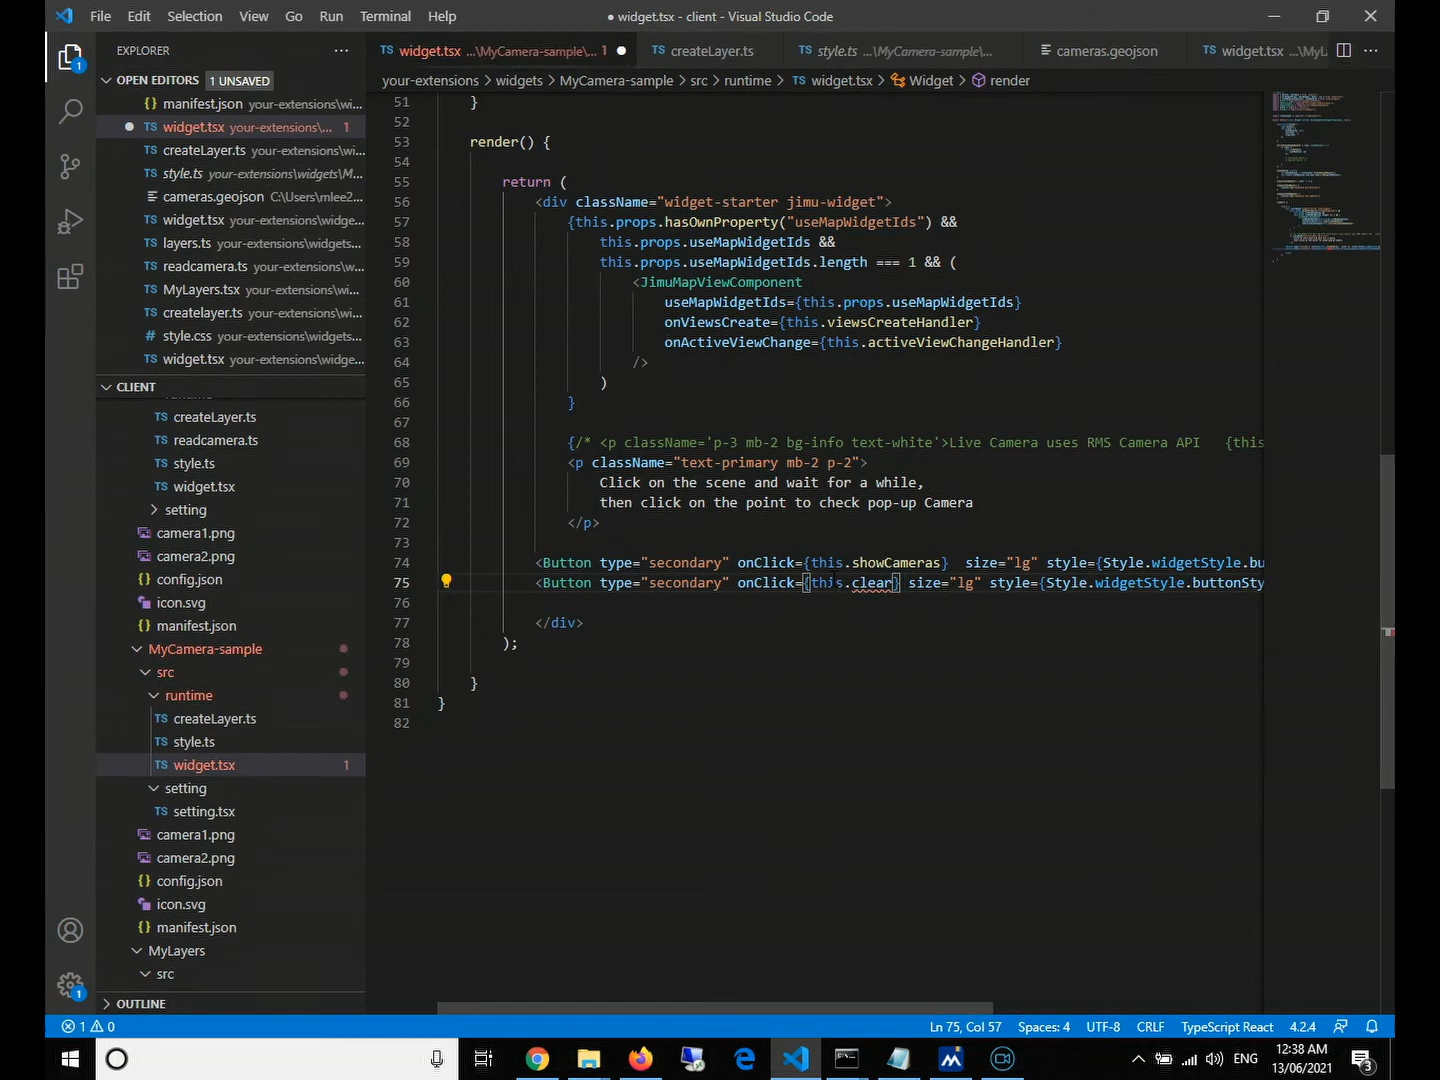 File Edit Selection View Go Run Terminal Help
● widget.tsx - client - Visual Studio Code
EXPLORER
OPEN EDITORS 1 UNSAVED
{} manifest.json your-extensions\wi...
TS widget.tsx your-extensions\... 1
TS createLayer.ts your-extensions\wi...
TS style.ts your-extensions\widgets\M...
cameras.geojson C:\Users\mlee2...
TS widget.tsx your-extensions\widge...
TS layers.ts your-extensions\widgets...
TS readcamera.ts your-extensions\wi...
TS MyLayers.tsx your-extensions\wi...
TS createlayer.ts your-extensions\wi...
# style.css your-extensions\widgets...
TS widget.tsx your-extensions\widge...
CLIENT
TS createLayer.ts
TS readcamera.ts
TS style.ts
TS widget.tsx
setting
camera1.png
camera2.png
{} config.json
icon.svg
{} manifest.json
MyCamera-sample
src
runtime
TS createLayer.ts
TS style.ts
TS widget.tsx 1
setting
TS setting.tsx
camera1.png
camera2.png
{} config.json
icon.svg
{} manifest.json
MyLayers
src
OUTLINE
TS widget.tsx ...\MyCamera-sample\... 1
TS createLayer.ts
TS style.ts ...\MyCamera-sample\...
cameras.geojson
TS widget.tsx ...\MyL
your-extensions > widgets > MyCamera-sample > src > runtime > TS widget.tsx > Widget > render
51 }
52
53 render() {
54
55 return (
56 <div className="widget-starter jimu-widget">
57 {this.props.hasOwnProperty("useMapWidgetIds") &&
58 this.props.useMapWidgetIds &&
59 this.props.useMapWidgetIds.length === 1 && (
60 <JimuMapViewComponent
61 useMapWidgetIds={this.props.useMapWidgetIds}
62 onViewsCreate={this.viewsCreateHandler}
63 onActiveViewChange={this.activeViewChangeHandler}
64 />
65 )
66 }
67
68 {/* <p className='p-3 mb-2 bg-info text-white'>Live Camera uses RMS Camera API {this
69 <p className="text-primary mb-2 p-2">
70 Click on the scene and wait for a while,
71 then click on the point to check pop-up Camera
72 </p>
73
74 <Button type="secondary" onClick={this.showCameras} size="lg" style={Style.widgetStyle.bu
75 <Button type="secondary" onClick={this.clear} size="lg" style={Style.widgetStyle.buttonSty
76
77 </div>
78 );
79
80 }
81 }
82
1 0 Ln 75, Col 57 Spaces: 4 UTF-8 CRLF TypeScript React 4.2.4
1
1
ENG
12:38 AM
13/06/2021
3